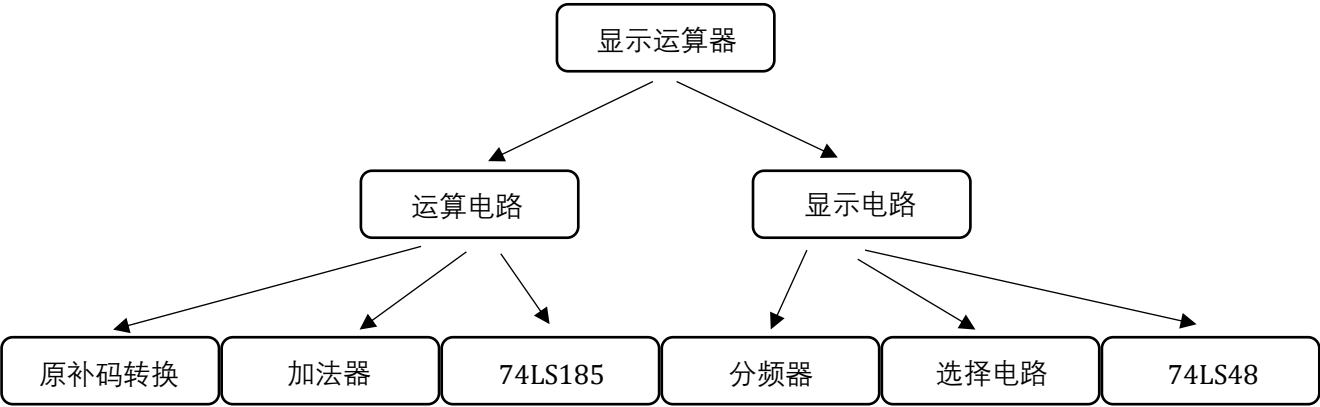 显示运算器
运算电路
显示电路
原补码转换
加法器
74LS185
分频器
选择电路
74LS48